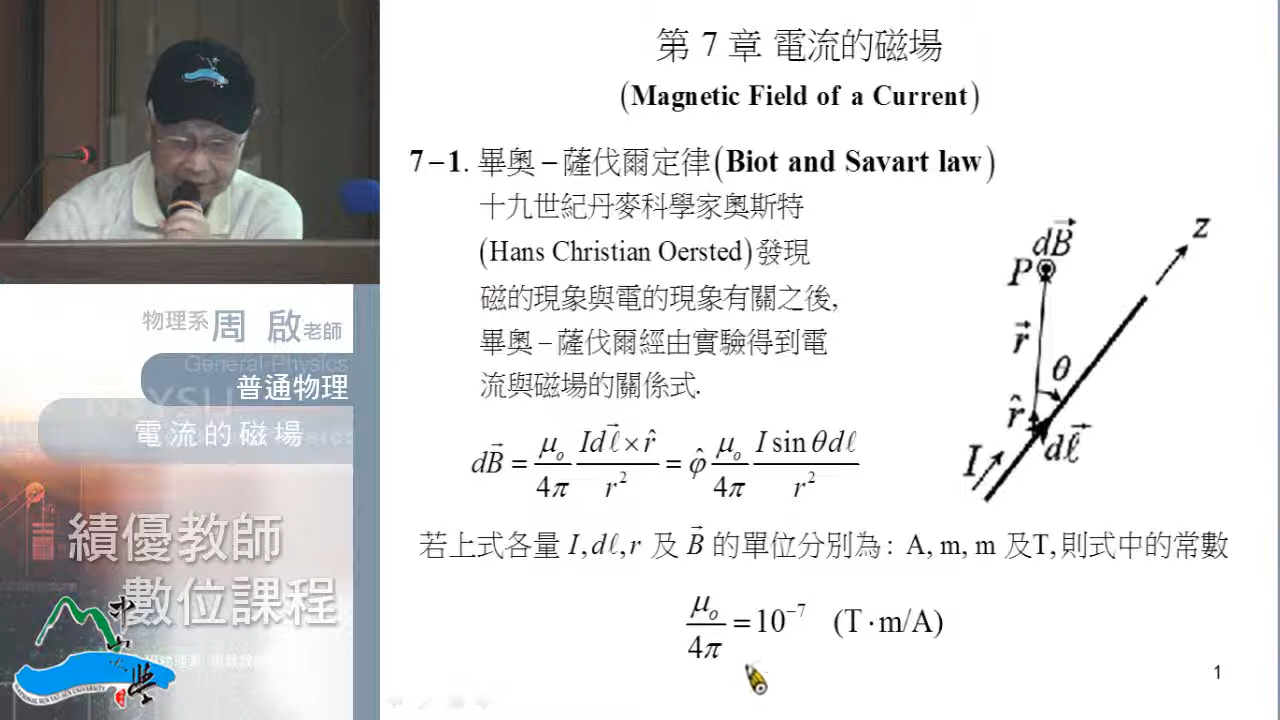 第 7 章 電流的磁場
(Magnetic Field of a Current)
7-1. 畢奧-薩伐爾定律(Biot and Savart law)
十九世紀丹麥科學家奧斯特
(Hans Christian Oersted)發現
磁的現象與電的現象有關之後,
畢奧-薩伐爾經由實驗得到電
流與磁場的關係式.
dB⃗ = μₒ/4π Idℓ⃗ × r̂/r² = φ̂ μₒ/4π I sin θdℓ/r²
z
dB⃗
P
r⃗
θ
r̂
dℓ⃗
I
若上式各量 I, dℓ, r 及 B⃗ 的單位分別為: A, m, m 及T, 則式中的常數
μₒ/4π = 10⁻⁷ (T·m/A)
1
物理系周 啟老師
General Physics
普通物理
電流的磁場
績優教師
數位課程
NATIONAL SUN YAT-SEN UNIVERSITY